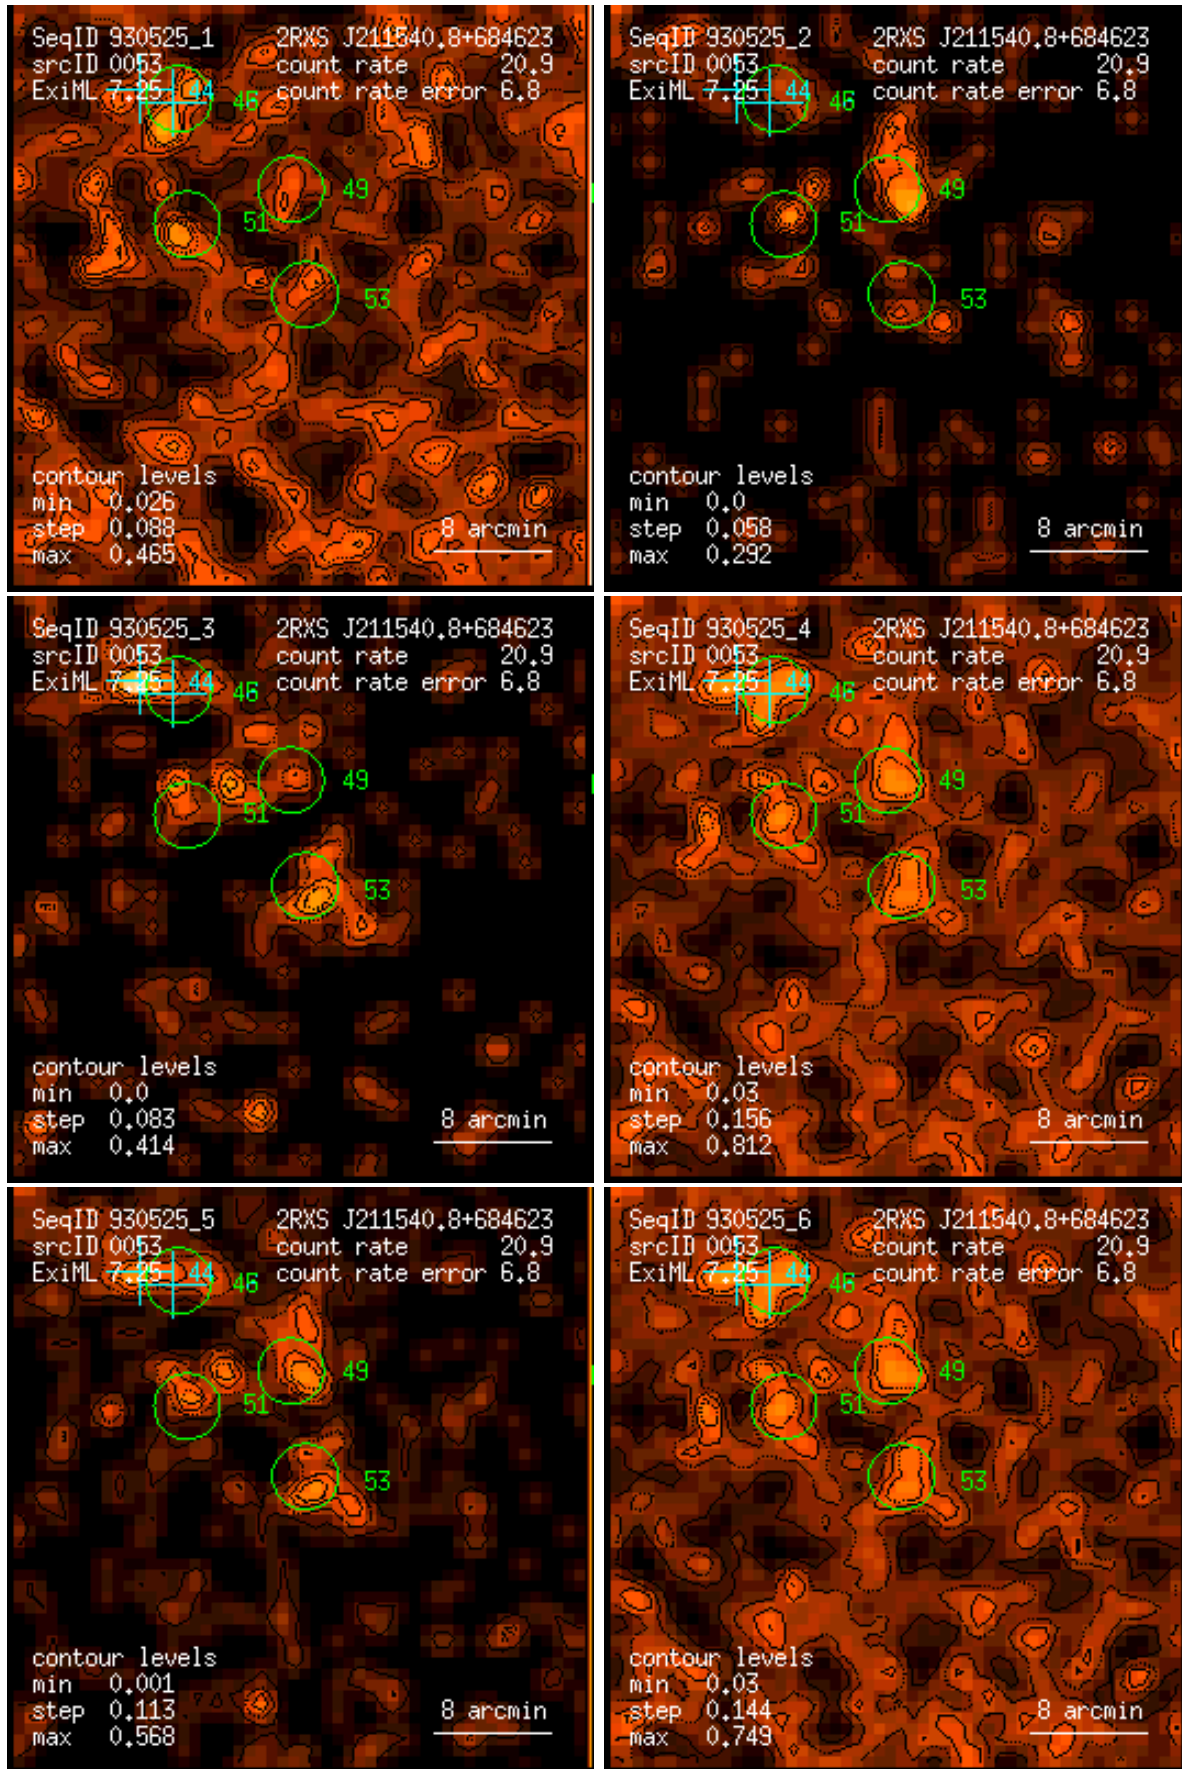 SeqID 930525_1 2RXS J211540.8+684623
srcID 0053 count rate 20.9
ExiML 7.25 44 46 count rate error 6.8
49
51
53
contour levels
min 0.026
step 0.088 8 arcmin
max 0.465
SeqID 930525_2 2RXS J211540.8+684623
srcID 0053 count rate 20.9
ExiML 7.25 44 46 count rate error 6.8
49
51
53
contour levels
min 0.0
step 0.058 8 arcmin
max 0.292
SeqID 930525_3 2RXS J211540.8+684623
srcID 0053 count rate 20.9
ExiML 7.25 44 46 count rate error 6.8
49
51
53
contour levels
min 0.0
step 0.083 8 arcmin
max 0.414
SeqID 930525_4 2RXS J211540.8+684623
srcID 0053 count rate 20.9
ExiML 7.25 44 46 count rate error 6.8
49
51
53
contour levels
min 0.03
step 0.156 8 arcmin
max 0.812
SeqID 930525_5 2RXS J211540.8+684623
srcID 0053 count rate 20.9
ExiML 7.25 44 46 count rate error 6.8
49
51
53
contour levels
min 0.001
step 0.113 8 arcmin
max 0.568
SeqID 930525_6 2RXS J211540.8+684623
srcID 0053 count rate 20.9
ExiML 7.25 44 46 count rate error 6.8
49
51
53
contour levels
min 0.03
step 0.144 8 arcmin
max 0.749